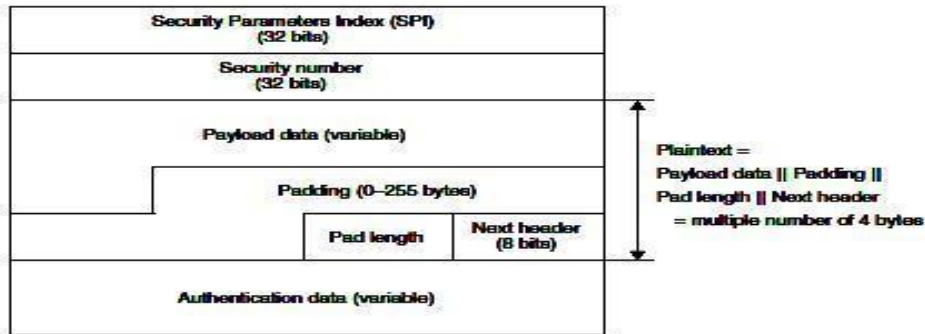 Security Parameters Index (SPI)
(32 bits)
Security number
(32 bits)
Payload data (variable)
Padding (0–255 bytes)
Pad length
Next header
(8 bits)
Authentication data (variable)
Plaintext =
Payload data || Padding ||
Pad length || Next header
= multiple number of 4 bytes